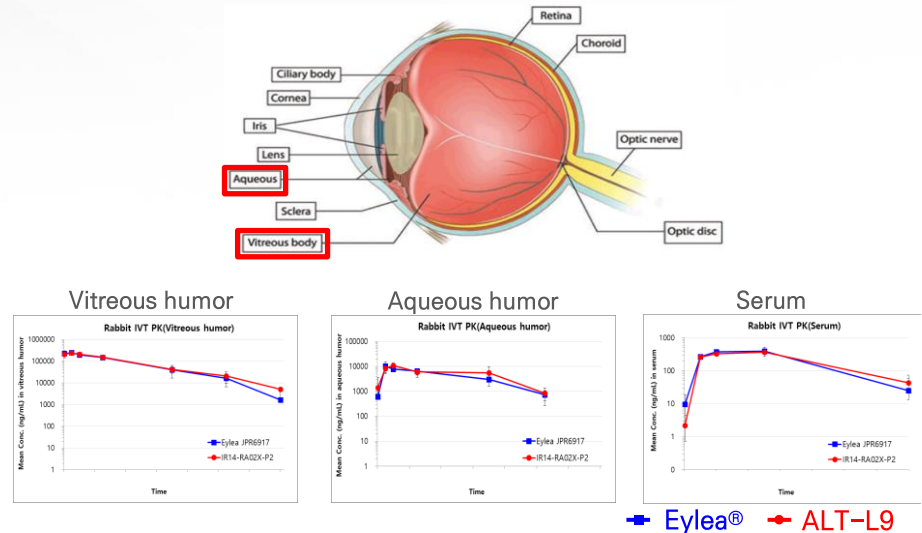 Retina
Choroid
Ciliary body
Cornea
Iris
Optic nerve
Lens
Aqueous
Sclera
Optic disc
Vitreous body
Vitreous humor
Rabbit IVT PK(Vitreous humor)
Mean Conc. (ng/mL) in vitreous humor
1000000
100000
10000
1000
100
10
1
Eylea JPR6917
IR14-RA02X-P2
Time
Aqueous humor
Rabbit IVT PK(Aqueous humor)
Mean Conc. (ng/mL) in aqueous humor
100000
10000
1000
100
10
1
Eylea JPR6917
IR14-RA02X-P2
Time
Serum
Rabbit IVT PK(Serum)
Mean Conc. (ng/mL) in serum
1000
100
10
1
0
Eylea JPR6917
IR14-RA02X-P2
Time
Eylea® ALT-L9